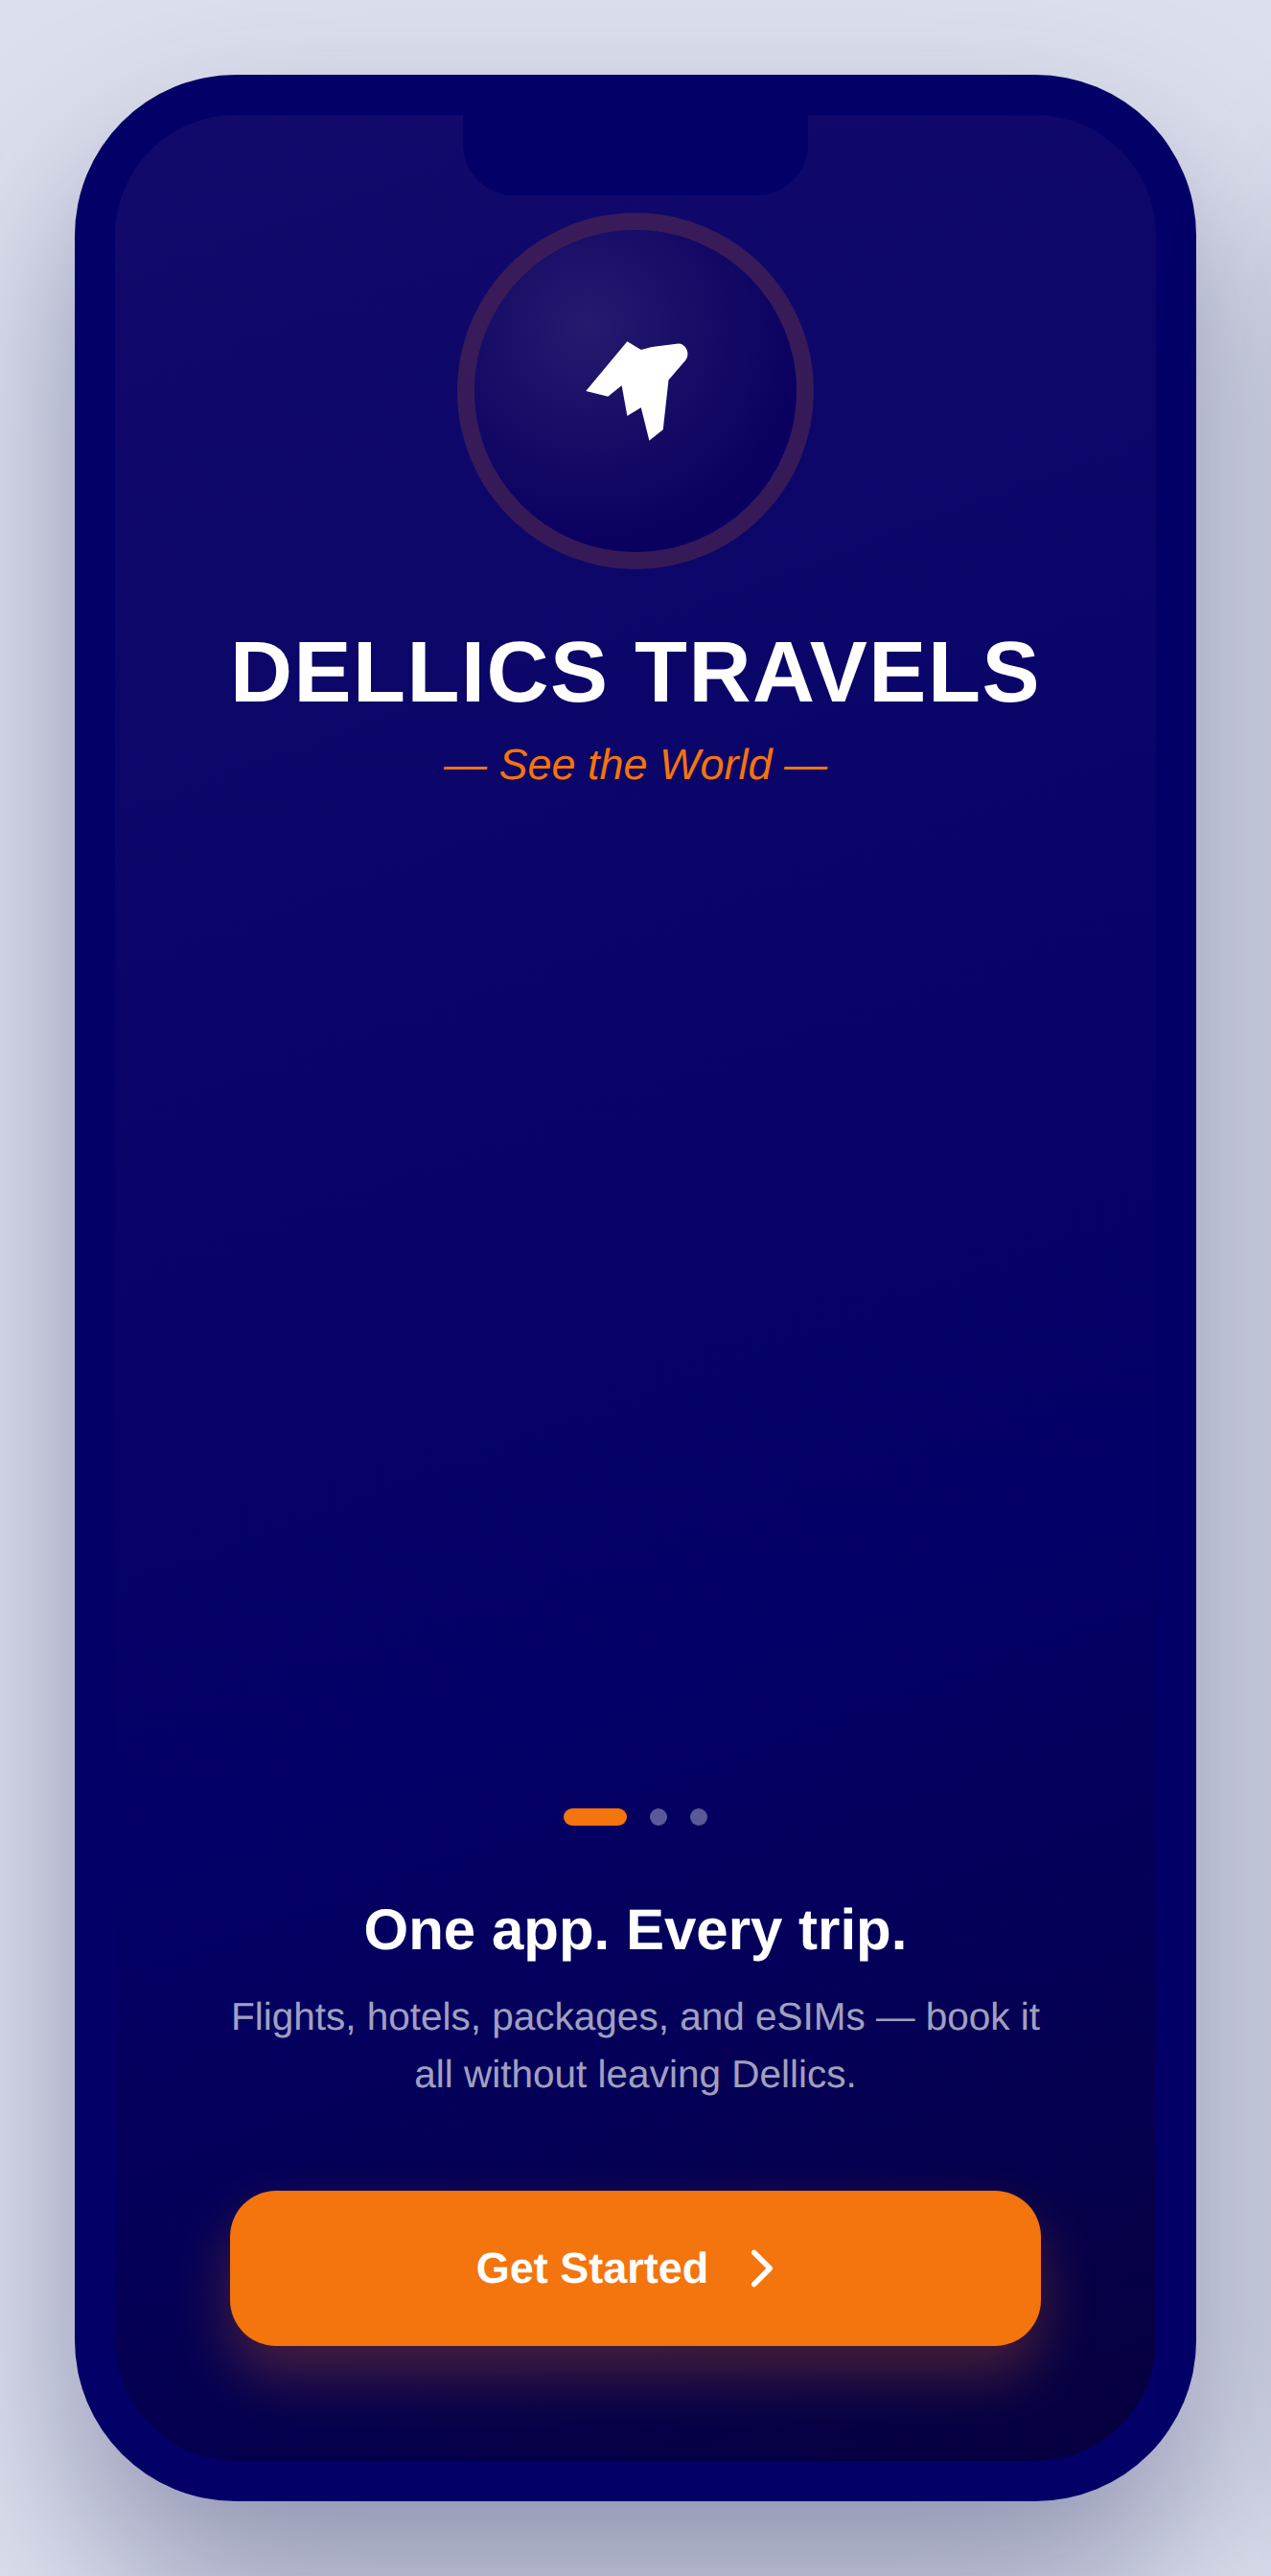 DELLICS TRAVELS
— See the World —
One app. Every trip.
Flights, hotels, packages, and eSIMs — book it
all without leaving Dellics.
Get Started